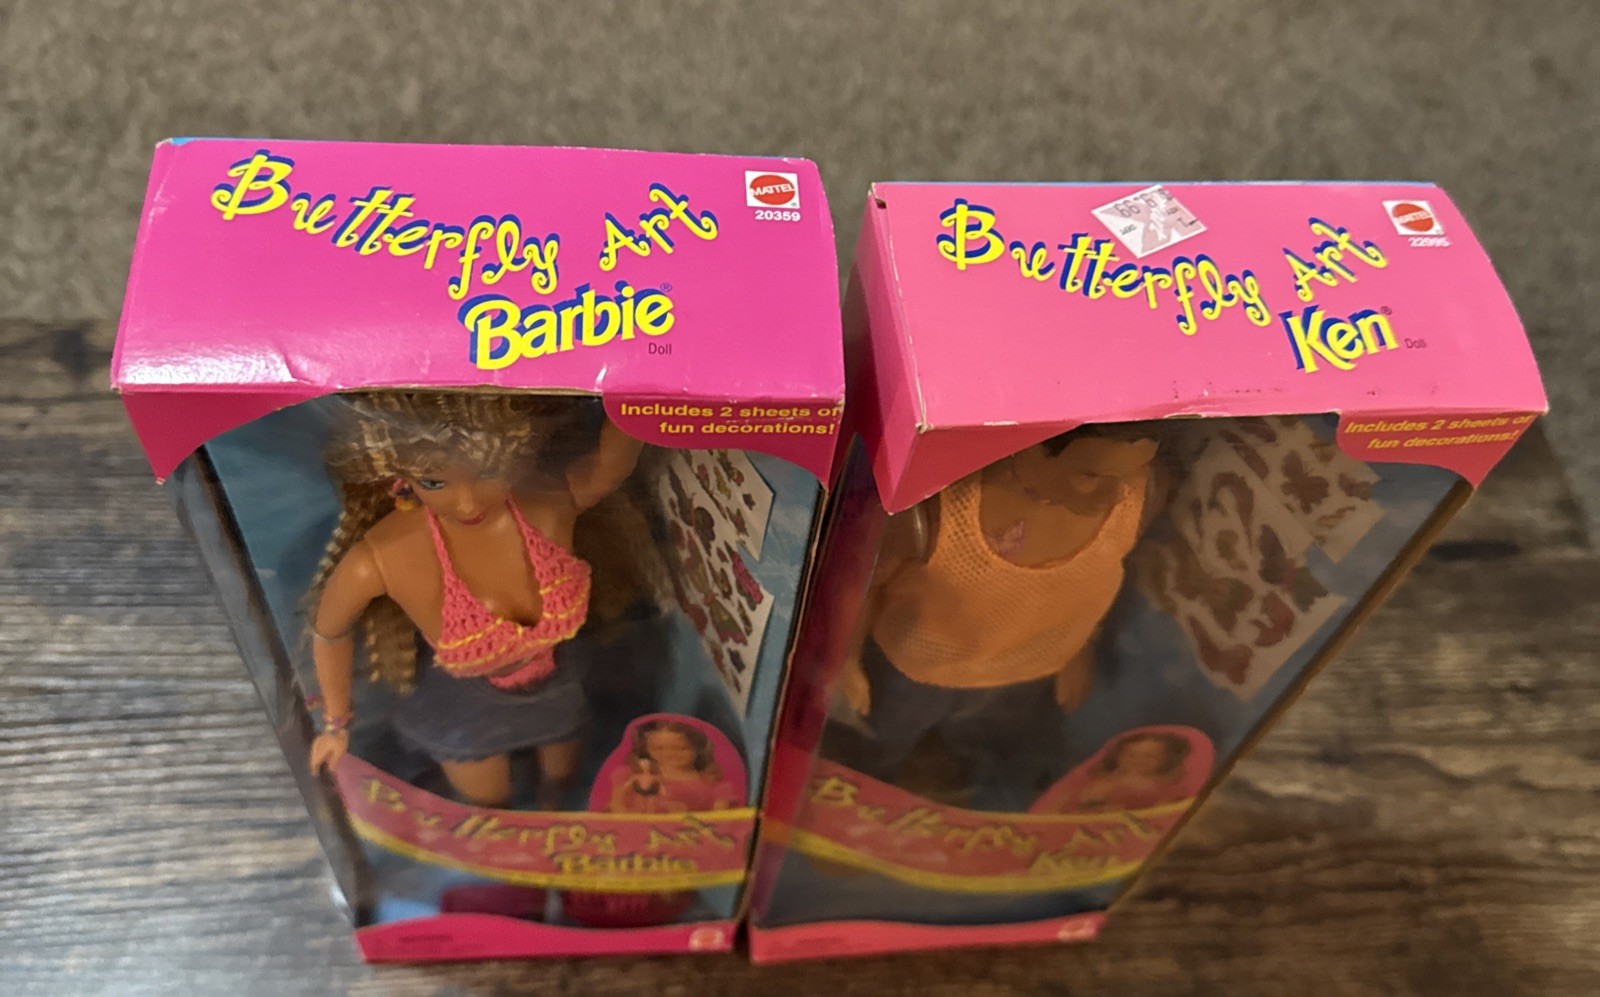 Butterfly Art
Barbie®
Doll
MATTEL
20359
Includes 2 sheets of
fun decorations!
Butterfly Art
Barbie
Butterfly Art
Ken®
Doll
MATTEL
22995
Includes 2 sheets of
fun decorations!
Butterfly Art
Ken